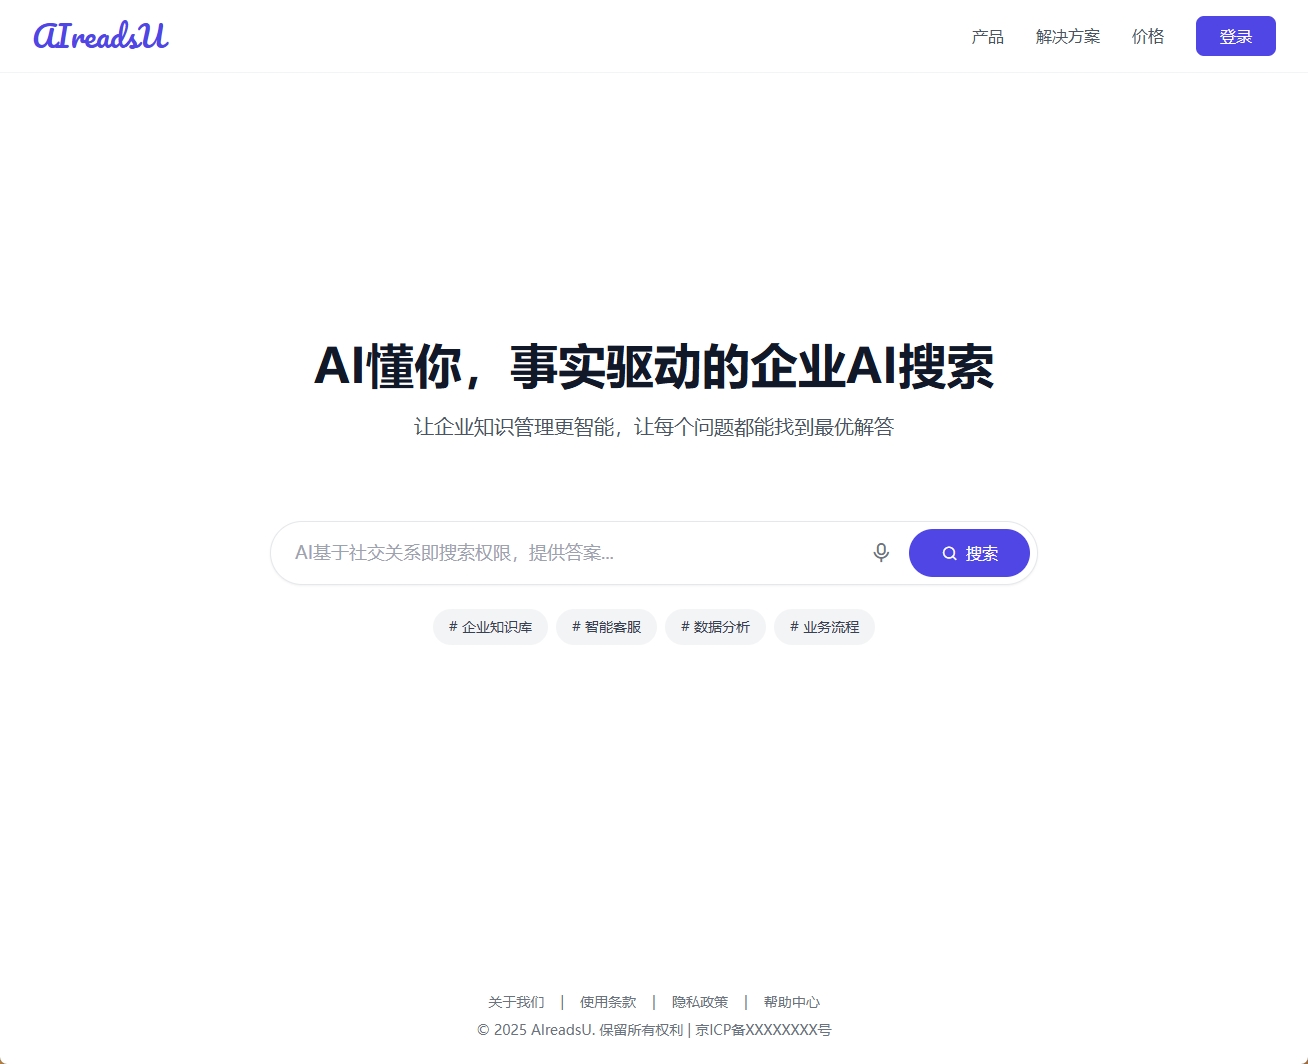 AIreadsU
产品 解决方案 价格 登录
AI懂你，事实驱动的企业AI搜索
让企业知识管理更智能，让每个问题都能找到最优解答
AI基于社交关系即搜索权限，提供答案... 搜索
# 企业知识库 # 智能客服 # 数据分析 # 业务流程
关于我们 | 使用条款 | 隐私政策 | 帮助中心
© 2025 AIreadsU. 保留所有权利 | 京ICP备XXXXXXXX号